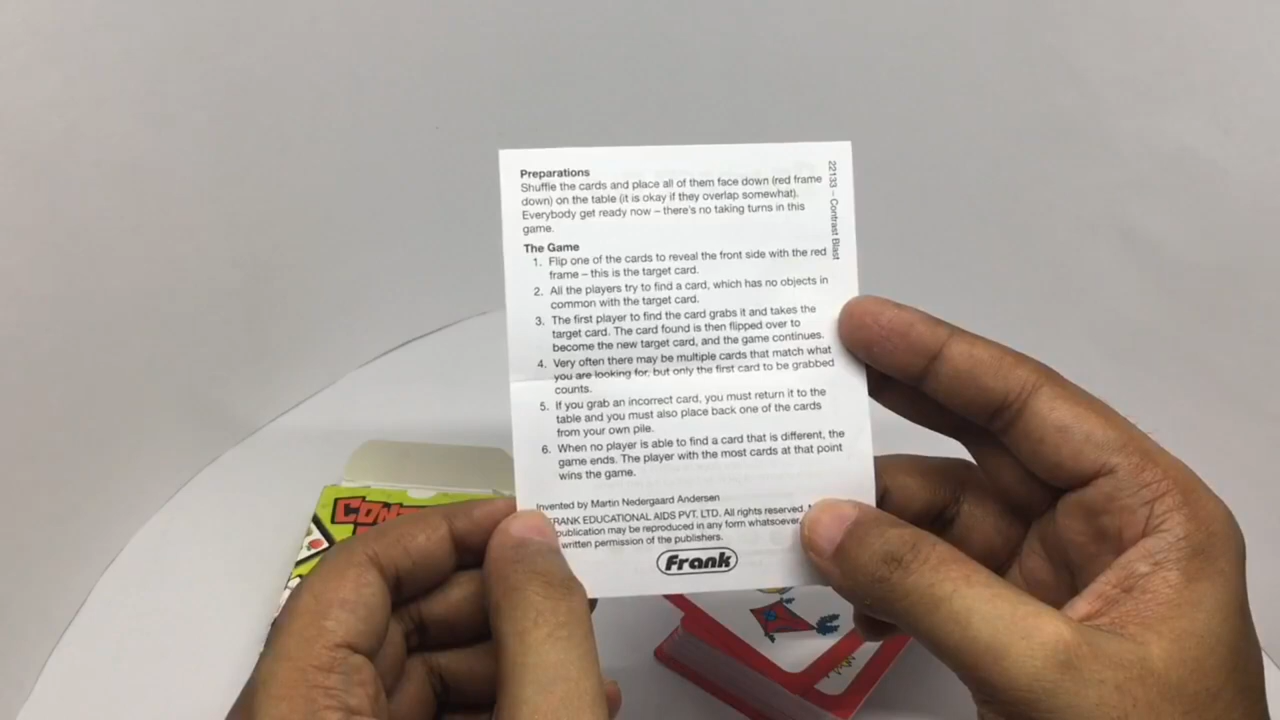 Preparations
Shuffle the cards and place all of them face down (red frame
down) on the table (it is okay if they overlap somewhat).
Everybody get ready now – there's no taking turns in this
game.
The Game
1. Flip one of the cards to reveal the front side with the red
frame – this is the target card.
2. All the players try to find a card, which has no objects in
common with the target card.
3. The first player to find the card grabs it and takes the
target card. The card found is then flipped over to
become the new target card, and the game continues.
4. Very often there may be multiple cards that match what
you are looking for, but only the first card to be grabbed
counts.
5. If you grab an incorrect card, you must return it to the
table and you must also place back one of the cards
from your own pile.
6. When no player is able to find a card that is different, the
game ends. The player with the most cards at that point
wins the game.
Invented by Martin Nedergaard Andersen
FRANK EDUCATIONAL AIDS PVT. LTD. All rights reserved.
publication may be reproduced in any form whatsoever
written permission of the publishers.
Frank
22133 – Contrast Blast